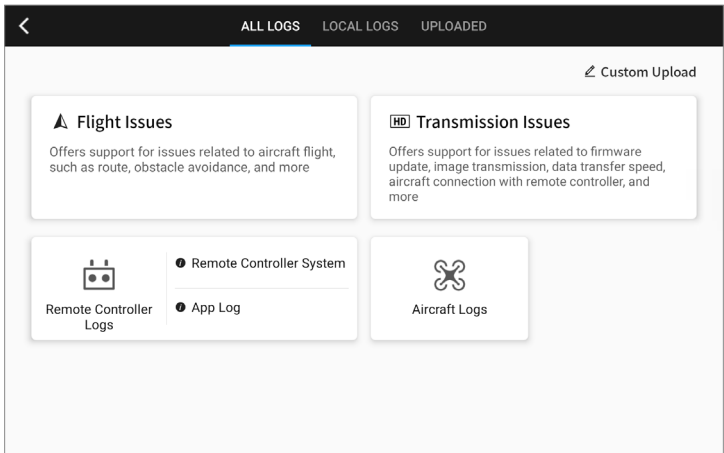 ALL LOGS LOCAL LOGS UPLOADED
Custom Upload
Flight Issues
Offers support for issues related to aircraft flight,
such as route, obstacle avoidance, and more
HD Transmission Issues
Offers support for issues related to firmware
update, image transmission, data transfer speed,
aircraft connection with remote controller, and
more
Remote Controller
Logs
Remote Controller System
App Log
Aircraft Logs